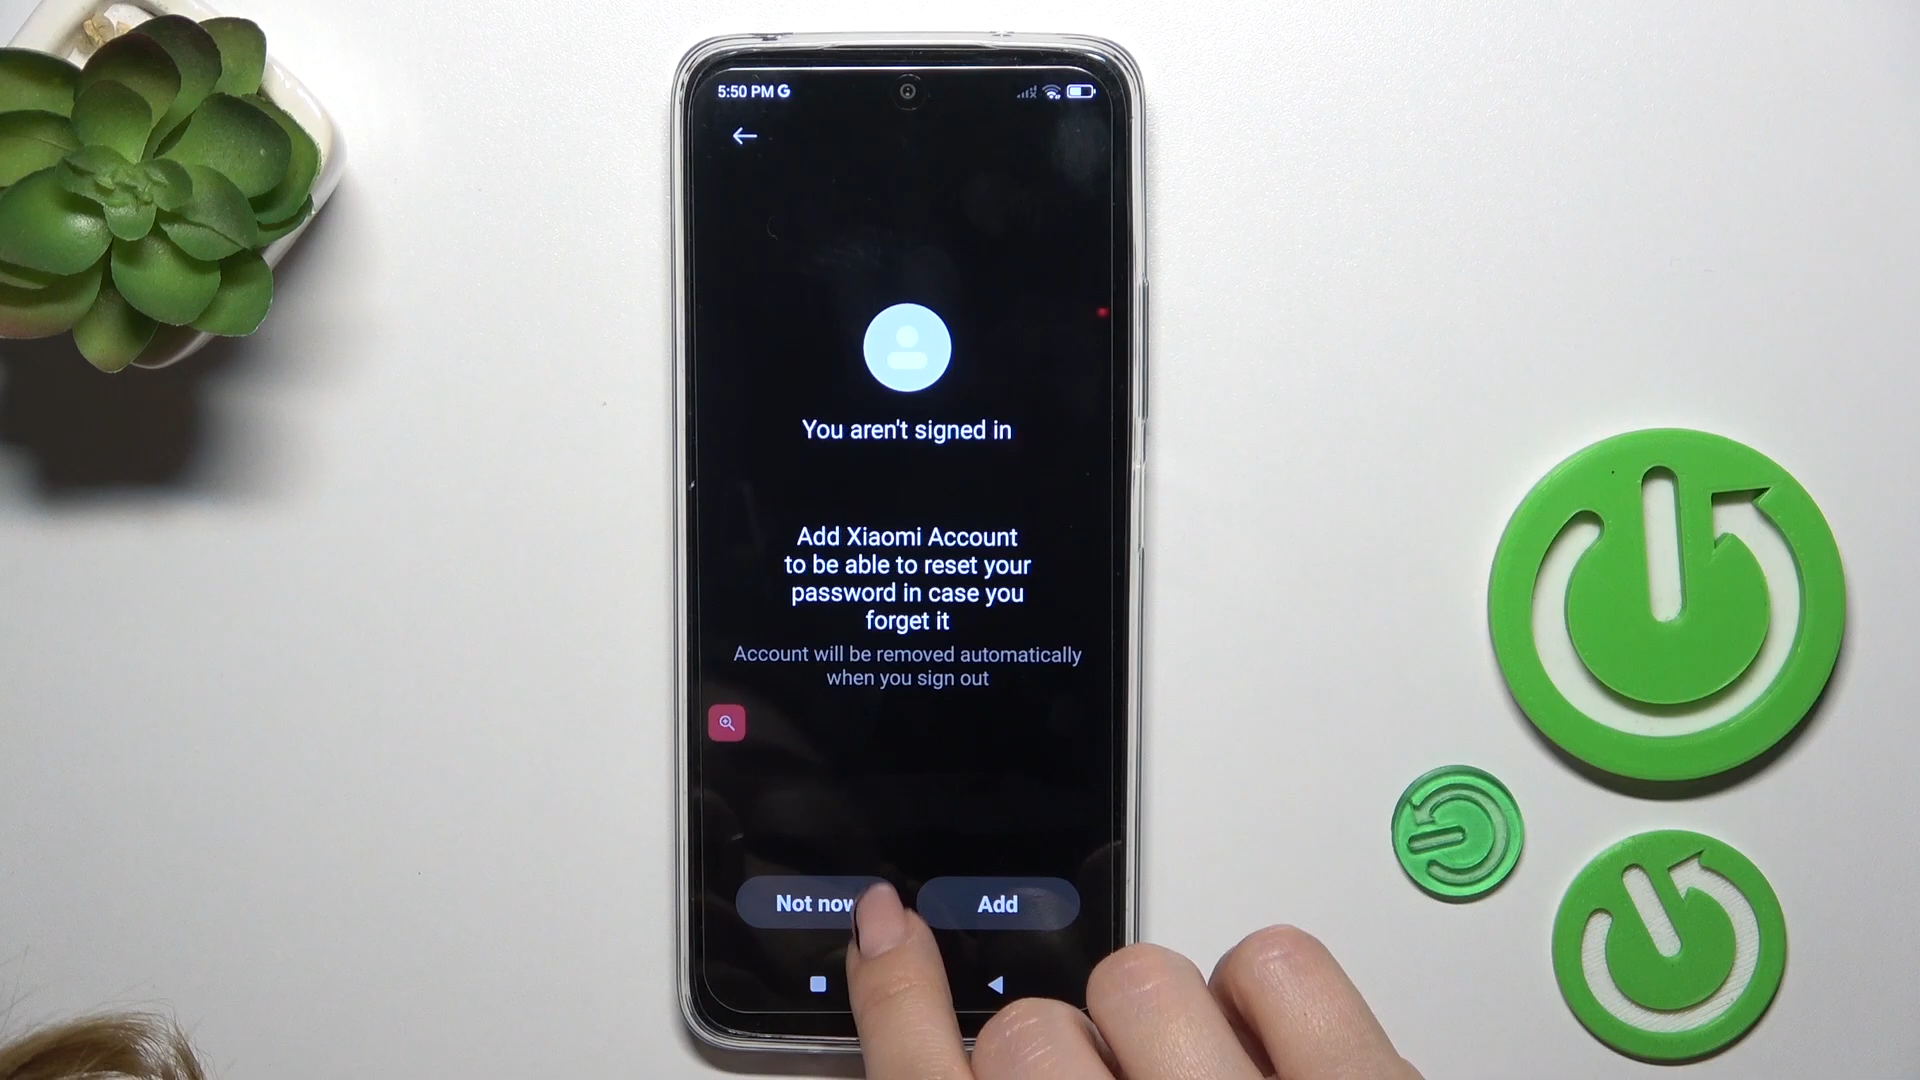 5:50 PM G
You aren't signed in
Add Xiaomi Account
to be able to reset your
password in case you
forget it
Account will be removed automatically
when you sign out
Not now
Add